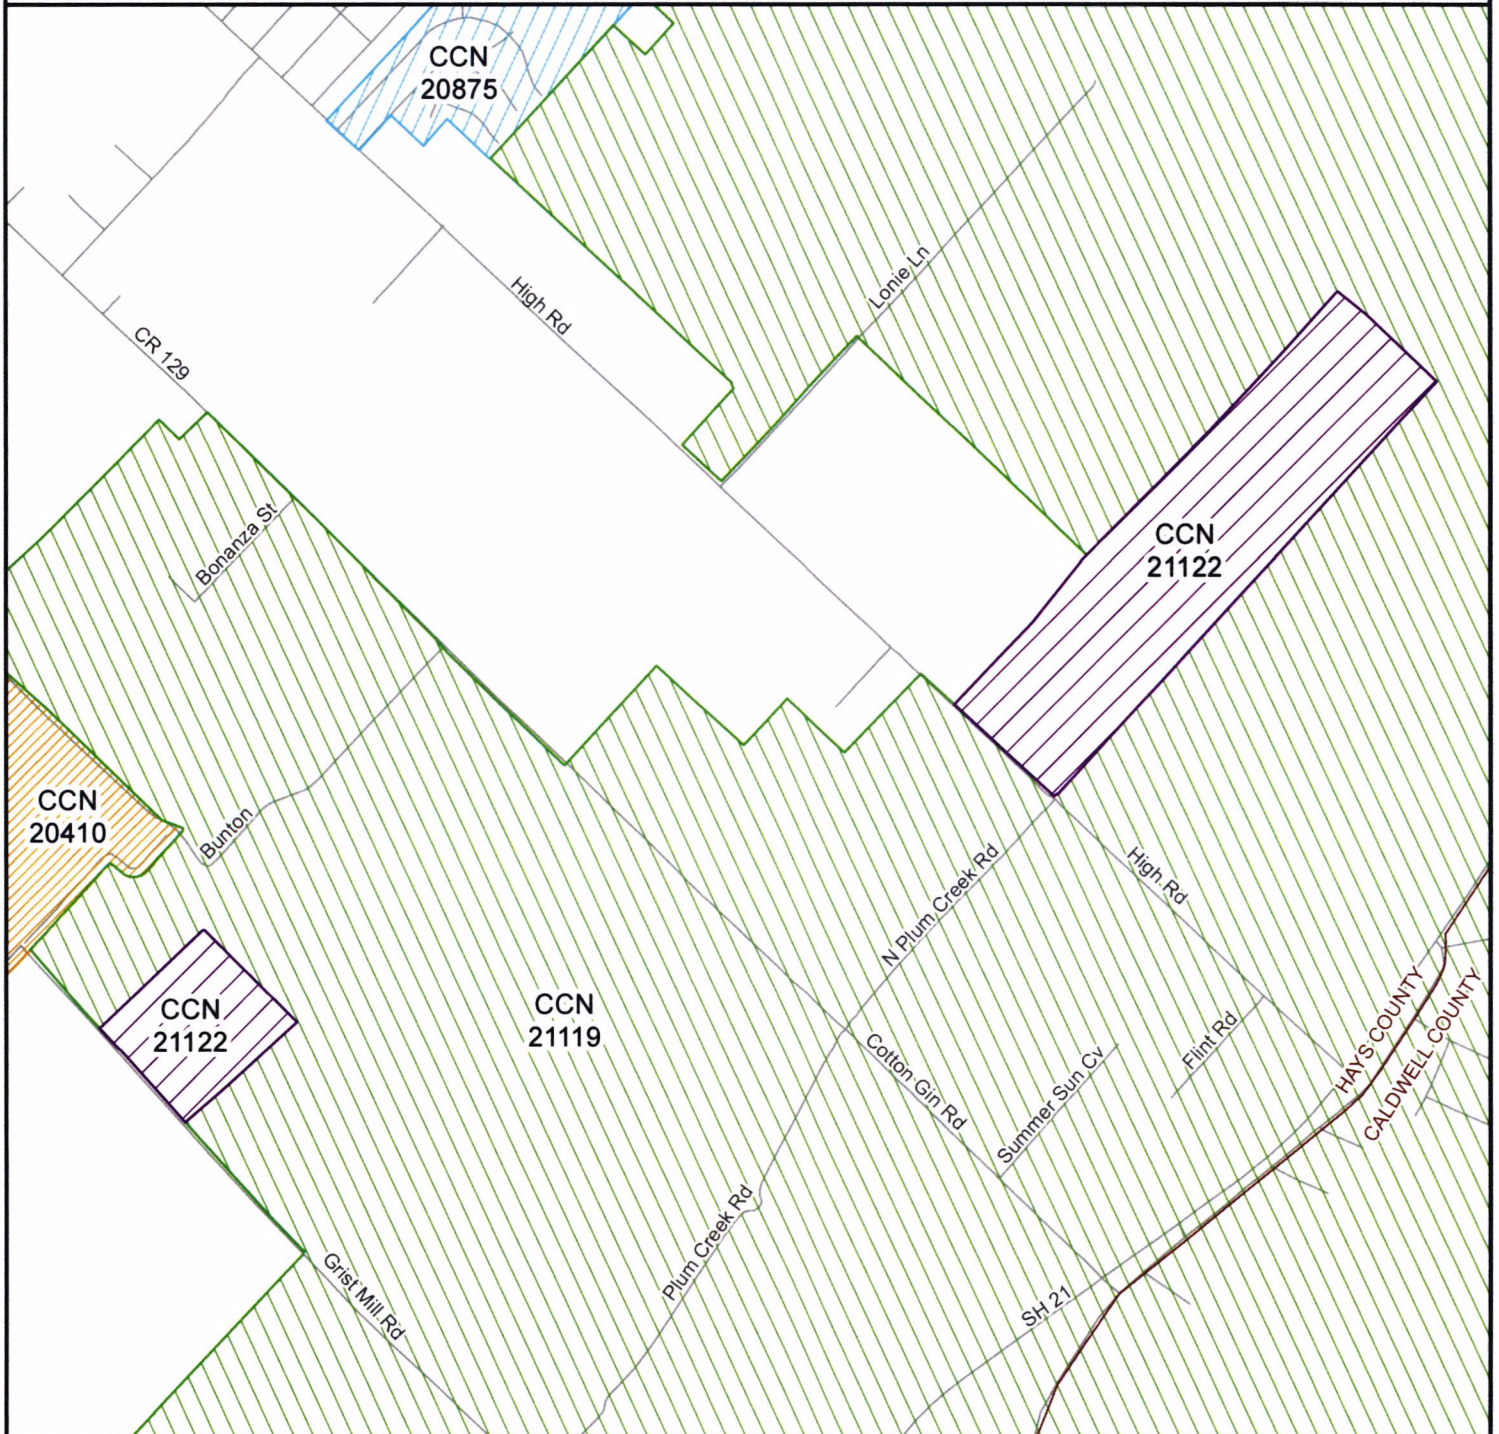 CCN
20875
Lonie Ln
High Rd
CR 129
Bonanza St
CCN
21122
CCN
20410
Bunton
N Plum Creek Rd
High Rd
CCN
21122
CCN
21119
HAYS COUNTY
CALDWELL COUNTY
Flint Rd
Cotton Gin Rd
Summer Sun Cv
Plum Creek Rd
Grist Mill Rd
SH 21